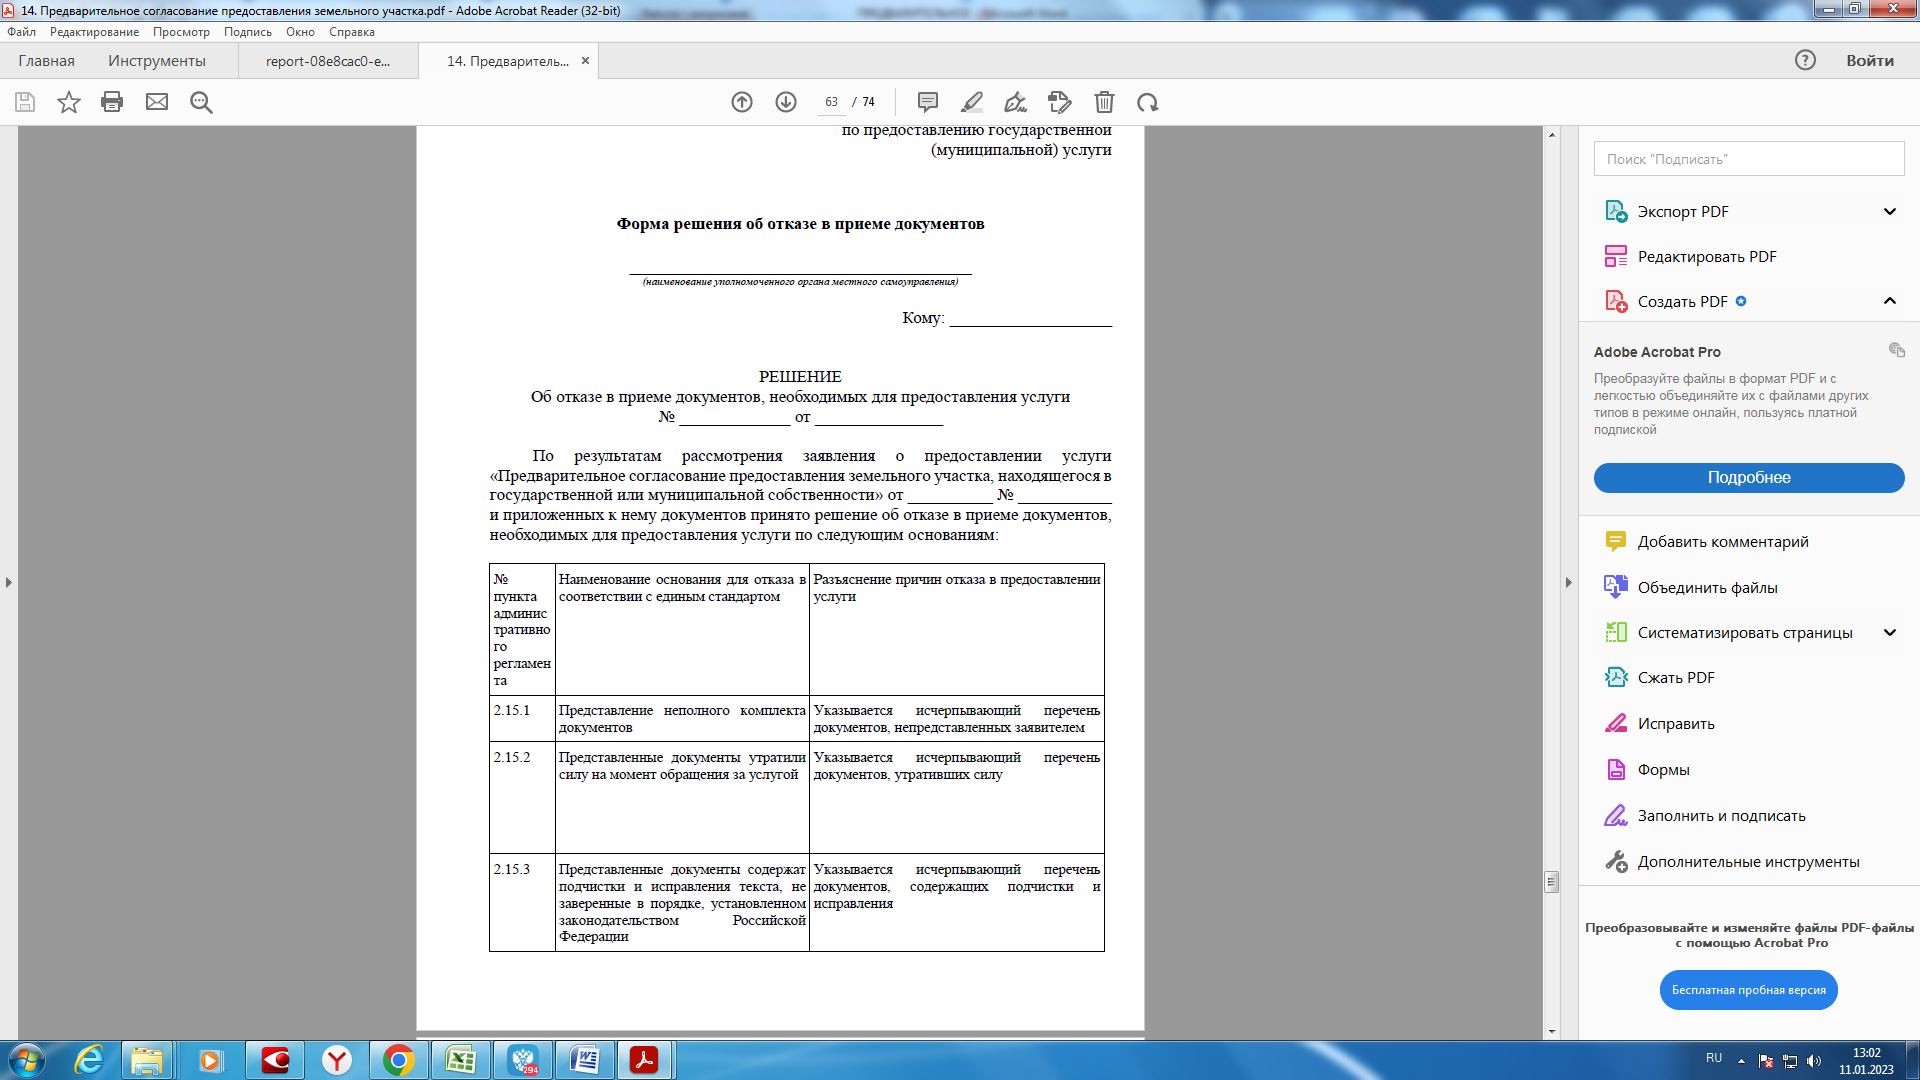 14. Предварительное согласование предоставления земельного участка.pdf - Adobe Acrobat Reader (32-bit)
Файл Редактирование Просмотр Подпись Окно Справка
Главная Инструменты report-08e8cac0-e... 14. Предваритель... Войти
63 / 74
по предоставлению государственной
(муниципальной) услуги
Форма решения об отказе в приеме документов
(наименование уполномоченного органа местного самоуправления)
Кому: ___________________
РЕШЕНИЕ
Об отказе в приеме документов, необходимых для предоставления услуги
№ _____________ от _______________
По результатам рассмотрения заявления о предоставлении услуги
«Предварительное согласование предоставления земельного участка, находящегося в
государственной или муниципальной собственности» от __________ № ___________
и приложенных к нему документов принято решение об отказе в приеме документов,
необходимых для предоставления услуги по следующим основаниям:
№
пункта
админис
тративно
го
регламен
та
Наименование основания для отказа в
соответствии с единым стандартом
Разъяснение причин отказа в предоставлении
услуги
2.15.1
Представление неполного комплекта
документов
Указывается исчерпывающий перечень
документов, непредставленных заявителем
2.15.2
Представленные документы утратили
силу на момент обращения за услугой
Указывается исчерпывающий перечень
документов, утративших силу
2.15.3
Представленные документы содержат
подчистки и исправления текста, не
заверенные в порядке, установленном
законодательством Российской
Федерации
Указывается исчерпывающий перечень
документов, содержащих подчистки и
исправления
Поиск "Подписать"
Экспорт PDF
Редактировать PDF
Создать PDF
Adobe Acrobat Pro
Преобразуйте файлы в формат PDF и с
легкостью объединяйте их с файлами других
типов в режиме онлайн, пользуясь платной
подпиской
Подробнее
Добавить комментарий
Объединить файлы
Систематизировать страницы
Сжать PDF
Исправить
Формы
Заполнить и подписать
Дополнительные инструменты
Преобразовывайте и изменяйте файлы PDF-файлы
с помощью Acrobat Pro
Бесплатная пробная версия
294
RU
13:02
11.01.2023